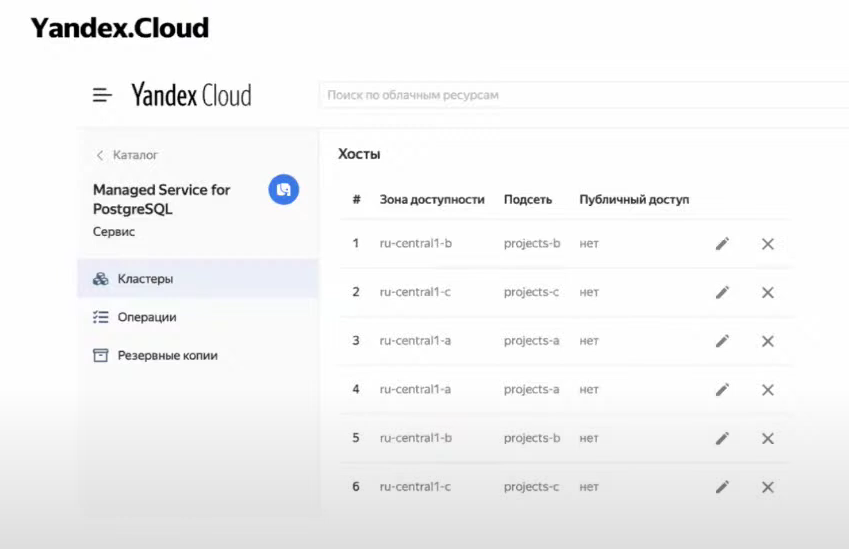 Yandex.Cloud
Yandex Cloud
Поиск по облачным ресурсам
Каталог
Managed Service for
PostgreSQL
Сервис
Кластеры
Операции
Резервные копии
Хосты
# Зона доступности Подсеть Публичный доступ
1 ru-central1-b projects-b нет
2 ru-central1-c projects-c нет
3 ru-central1-a projects-a нет
4 ru-central1-a projects-a нет
5 ru-central1-b projects-b нет
6 ru-central1-c projects-c нет